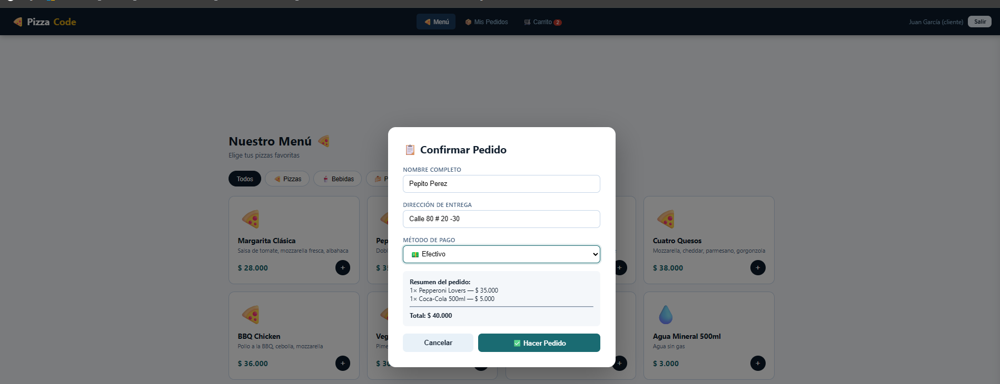 Pizza Code
Menú
Mis Pedidos
Carrito 2
Juan García (cliente)
Salir
Nuestro Menú
Elige tus pizzas favoritas
Todos
Pizzas
Bebidas
P
Margarita Clásica
Salsa de tomate, mozzarella fresca, albahaca
$ 28.000
+
Pep
Dobl
$ 35
+
Cuatro Quesos
Mozzarella, cheddar, parmesano, gorgonzola
$ 38.000
+
BBQ Chicken
Pollo a la BBQ, cebolla, mozzarella
$ 36.000
+
Veg
Pime
$ 30
+
Agua Mineral 500ml
Agua sin gas
$ 3.000
+
Confirmar Pedido
NOMBRE COMPLETO
Pepito Perez
DIRECCIÓN DE ENTREGA
Calle 80 # 20 -30
MÉTODO DE PAGO
Efectivo
Resumen del pedido:
1× Pepperoni Lovers — $ 35.000
1× Coca-Cola 500ml — $ 5.000
Total: $ 40.000
Cancelar
Hacer Pedido